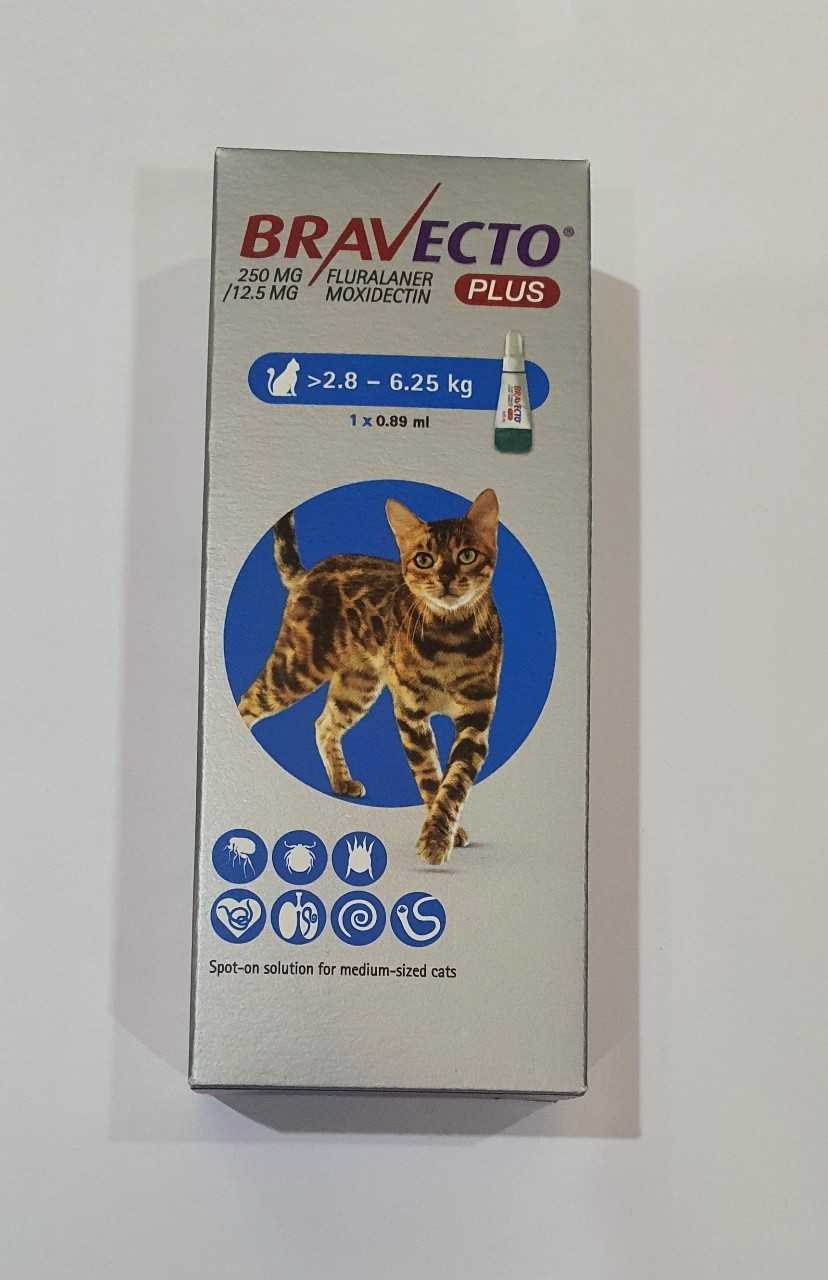 BRAVECTO®
250 MG FLURALANER
/12.5 MG MOXIDECTIN
PLUS
>2.8 – 6.25 kg
1 x 0.89 ml
BRAVECTO
Spot-on solution for medium-sized cats